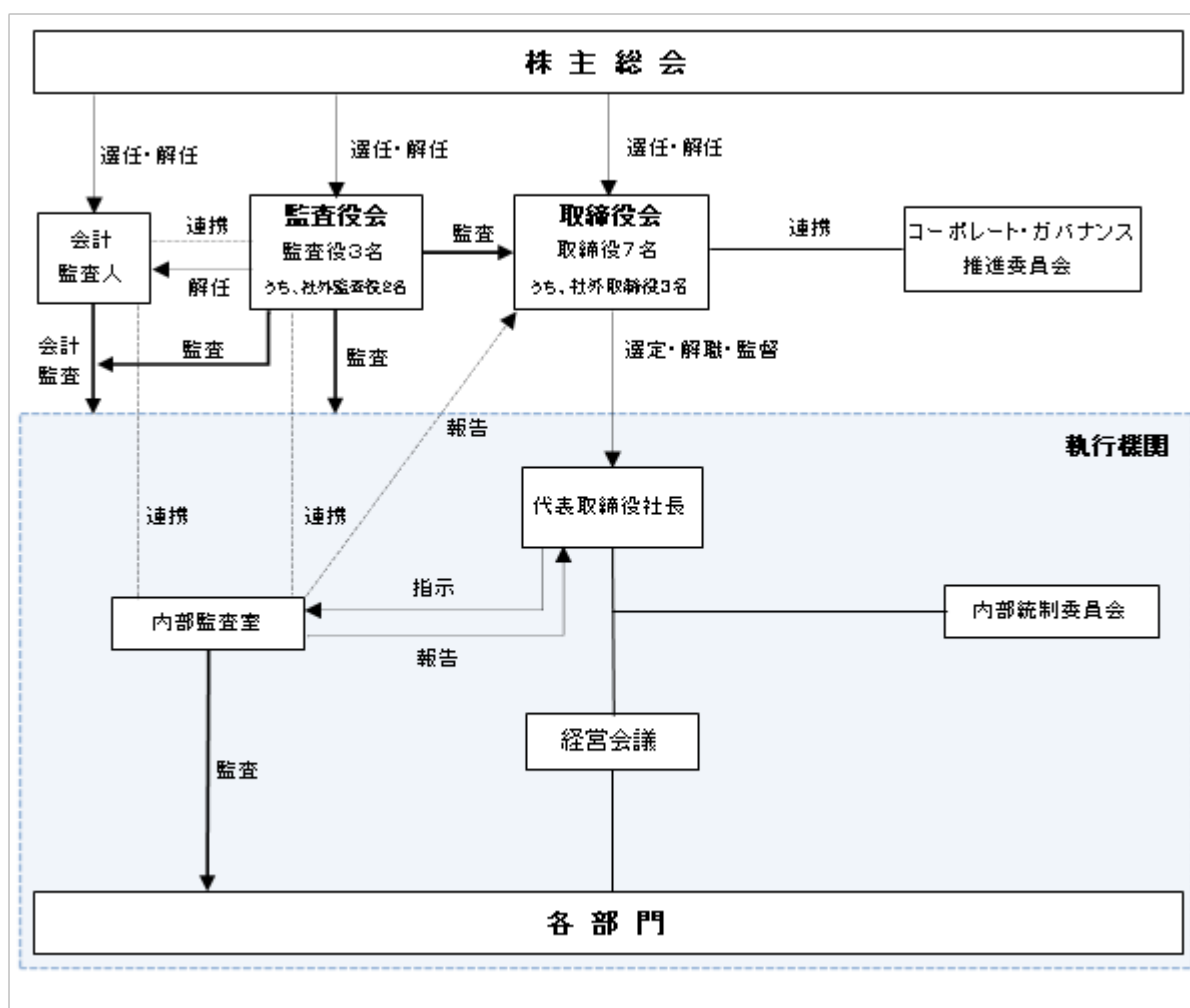 株主総会
選任・解任
選任・解任
選任・解任
会計
監査人
連携
解任
監査役会
監査役3名
うち、社外監査役2名
監査
取締役会
取締役7名
うち、社外取締役3名
連携
コーポレート・ガバナンス
推進委員会
会計
監査
監査
監査
選定・解職・監督
報告
執行機関
代表取締役社長
連携
連携
指示
内部監査室
報告
内部統制委員会
経営会議
監査
各部門